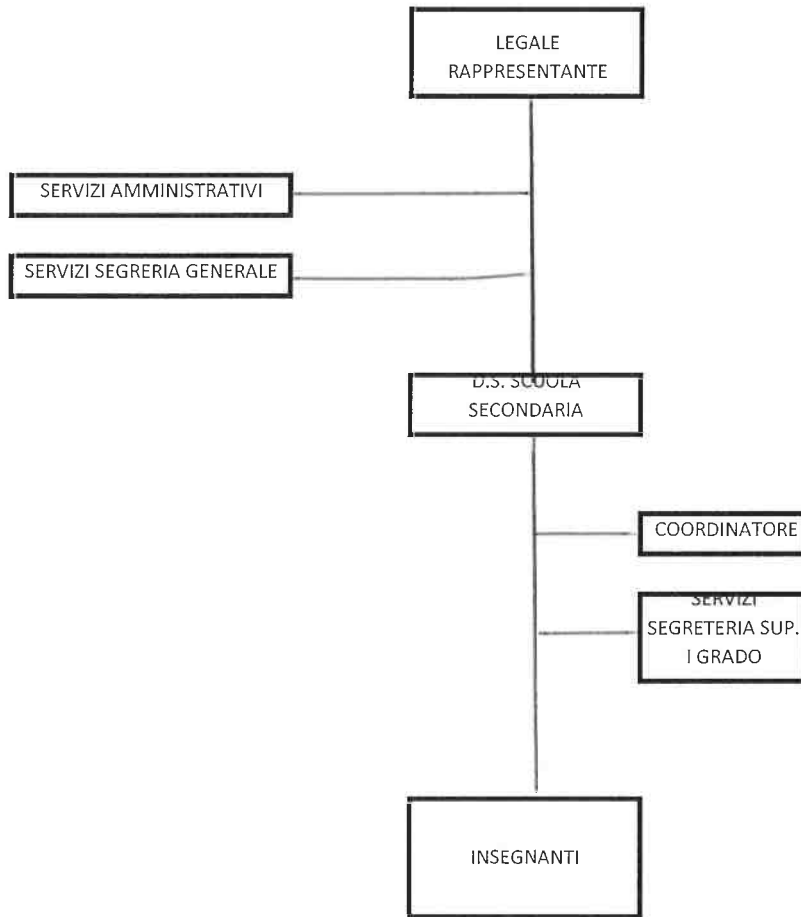 LEGALE
RAPPRESENTANTE
SERVIZI AMMINISTRATIVI
SERVIZI SEGRERIA GENERALE
D.S. SCUOLA
SECONDARIA
COORDINATORE
SERVIZI
SEGRETERIA SUP.
I GRADO
INSEGNANTI